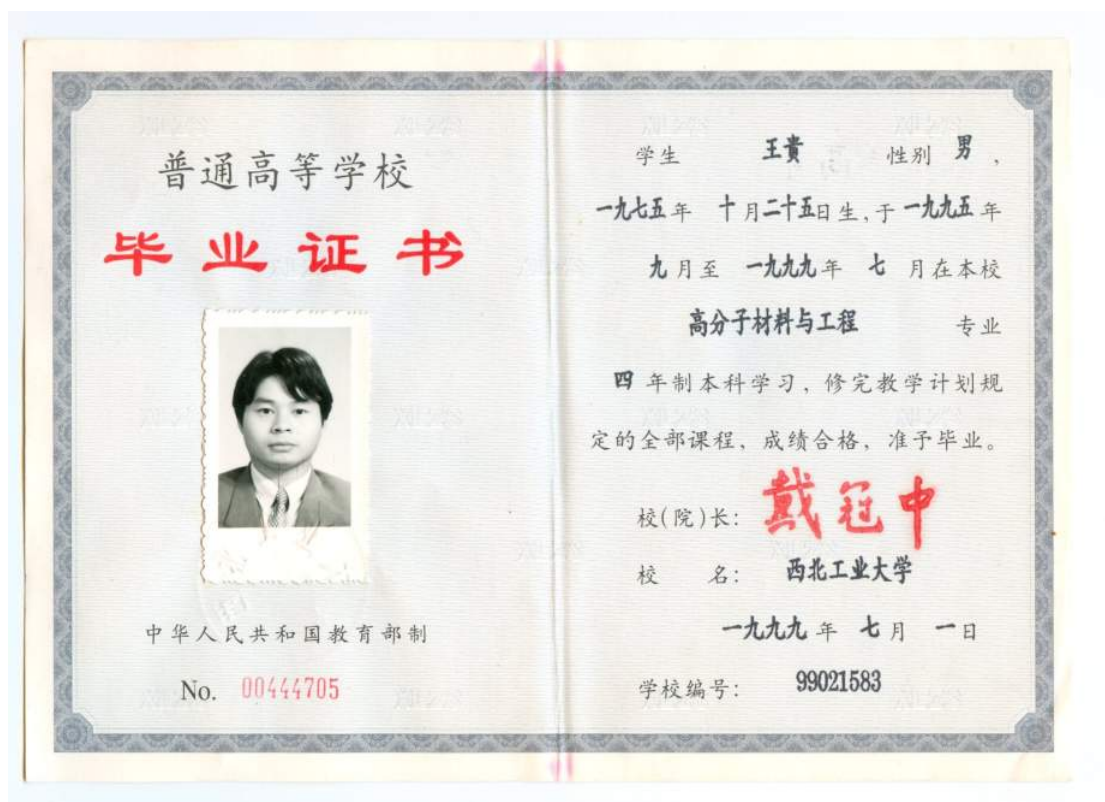 普通高等学校
毕业证书
中华人民共和国教育部制
No. 00444705
学生 王贵 性别 男，
一九七五年 十月二十五日生，于一九九五年
九月至 一九九九年 七 月在本校
高分子材料与工程 专业
四 年制本科学习，修完教学计划规
定的全部课程，成绩合格，准予毕业。
校(院)长： 戴冠中
校 名： 西北工业大学
一九九九 年 七月 一日
学校编号： 99021583